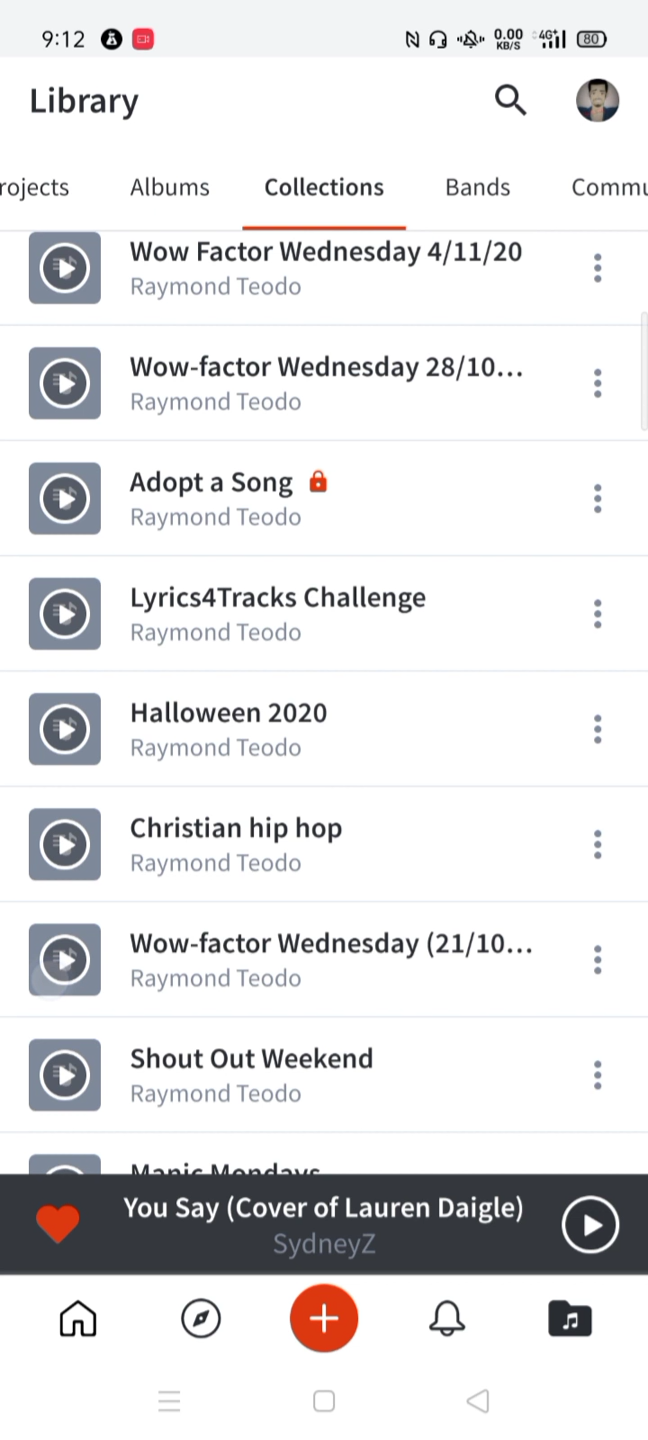 9:12
0.00
KB/S
4G+
80
Library
rojects
Albums
Collections
Bands
Commu
Wow Factor Wednesday 4/11/20
Raymond Teodo
Wow-factor Wednesday 28/10...
Raymond Teodo
Adopt a Song
Raymond Teodo
Lyrics4Tracks Challenge
Raymond Teodo
Halloween 2020
Raymond Teodo
Christian hip hop
Raymond Teodo
Wow-factor Wednesday (21/10...
Raymond Teodo
Shout Out Weekend
Raymond Teodo
Manic Mondays
You Say (Cover of Lauren Daigle)
SydneyZ